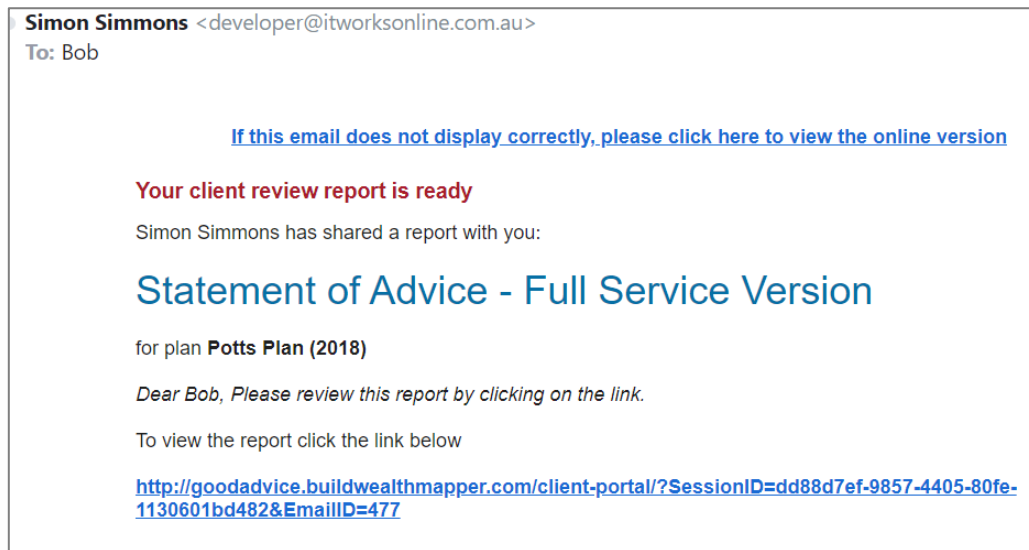 Simon Simmons <developer@itworksonline.com.au>
To: Bob
If this email does not display correctly, please click here to view the online version
Your client review report is ready
Simon Simmons has shared a report with you:
Statement of Advice - Full Service Version
for plan Potts Plan (2018)
Dear Bob, Please review this report by clicking on the link.
To view the report click the link below
http://goodadvice.buildwealthmapper.com/client-portal/?SessionID=dd88d7ef-9857-4405-80fe-
1130601bd482&EmailID=477